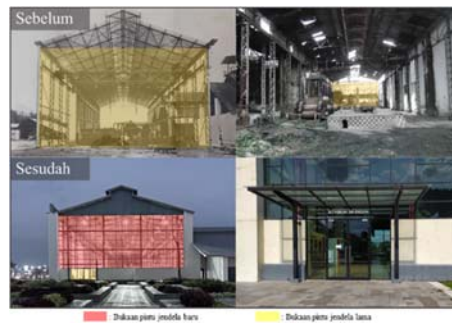 Sebelum
Sesudah
: Bukaan pintu jendela baru
: Bukaan pintu jendela lama